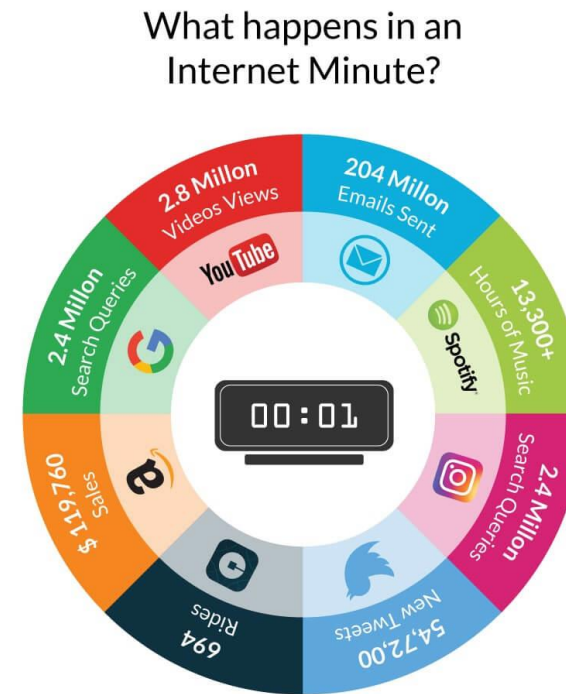 What happens in an
Internet Minute?
204 Millon
Emails Sent
13,300+
Hours of Music
Spotify
2.4 Millon
Search Queries
54,72,00
New Tweets
694
Rides
$ 119,760
Sales
a
2.4 Millon
Search Queries
G
2.8 Millon
Videos Views
YouTube
00:01